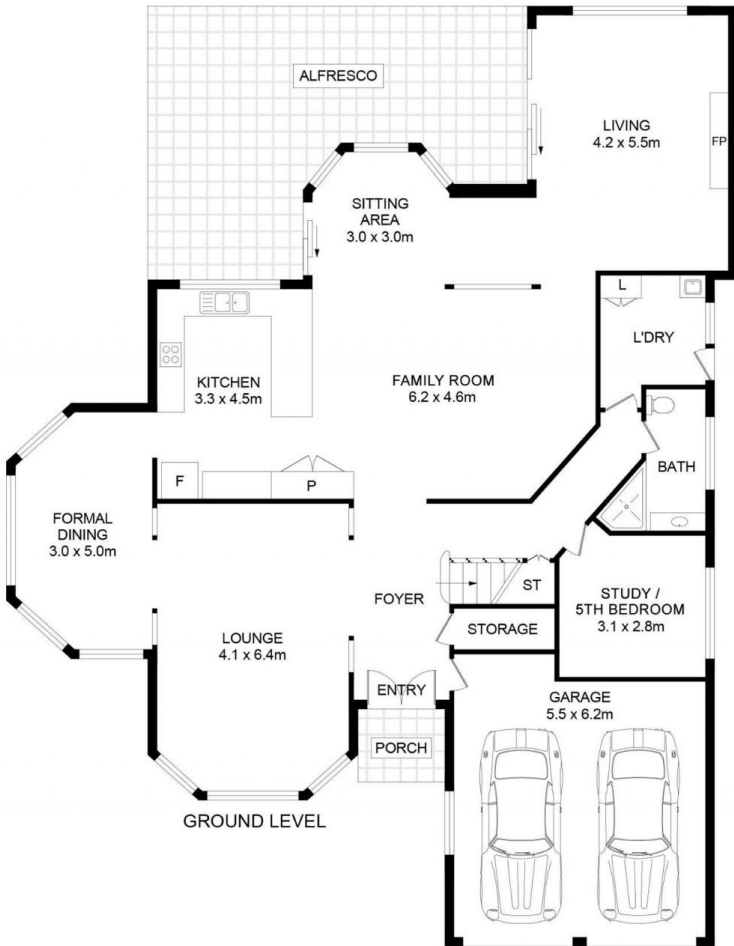 ALFRESCO
LIVING
4.2 x 5.5m
FP
SITTING
AREA
3.0 x 3.0m
L
L'DRY
KITCHEN
3.3 x 4.5m
FAMILY ROOM
6.2 x 4.6m
BATH
F
P
FORMAL
DINING
3.0 x 5.0m
FOYER
ST
STUDY /
5TH BEDROOM
3.1 x 2.8m
LOUNGE
4.1 x 6.4m
STORAGE
ENTRY
GARAGE
5.5 x 6.2m
PORCH
GROUND LEVEL